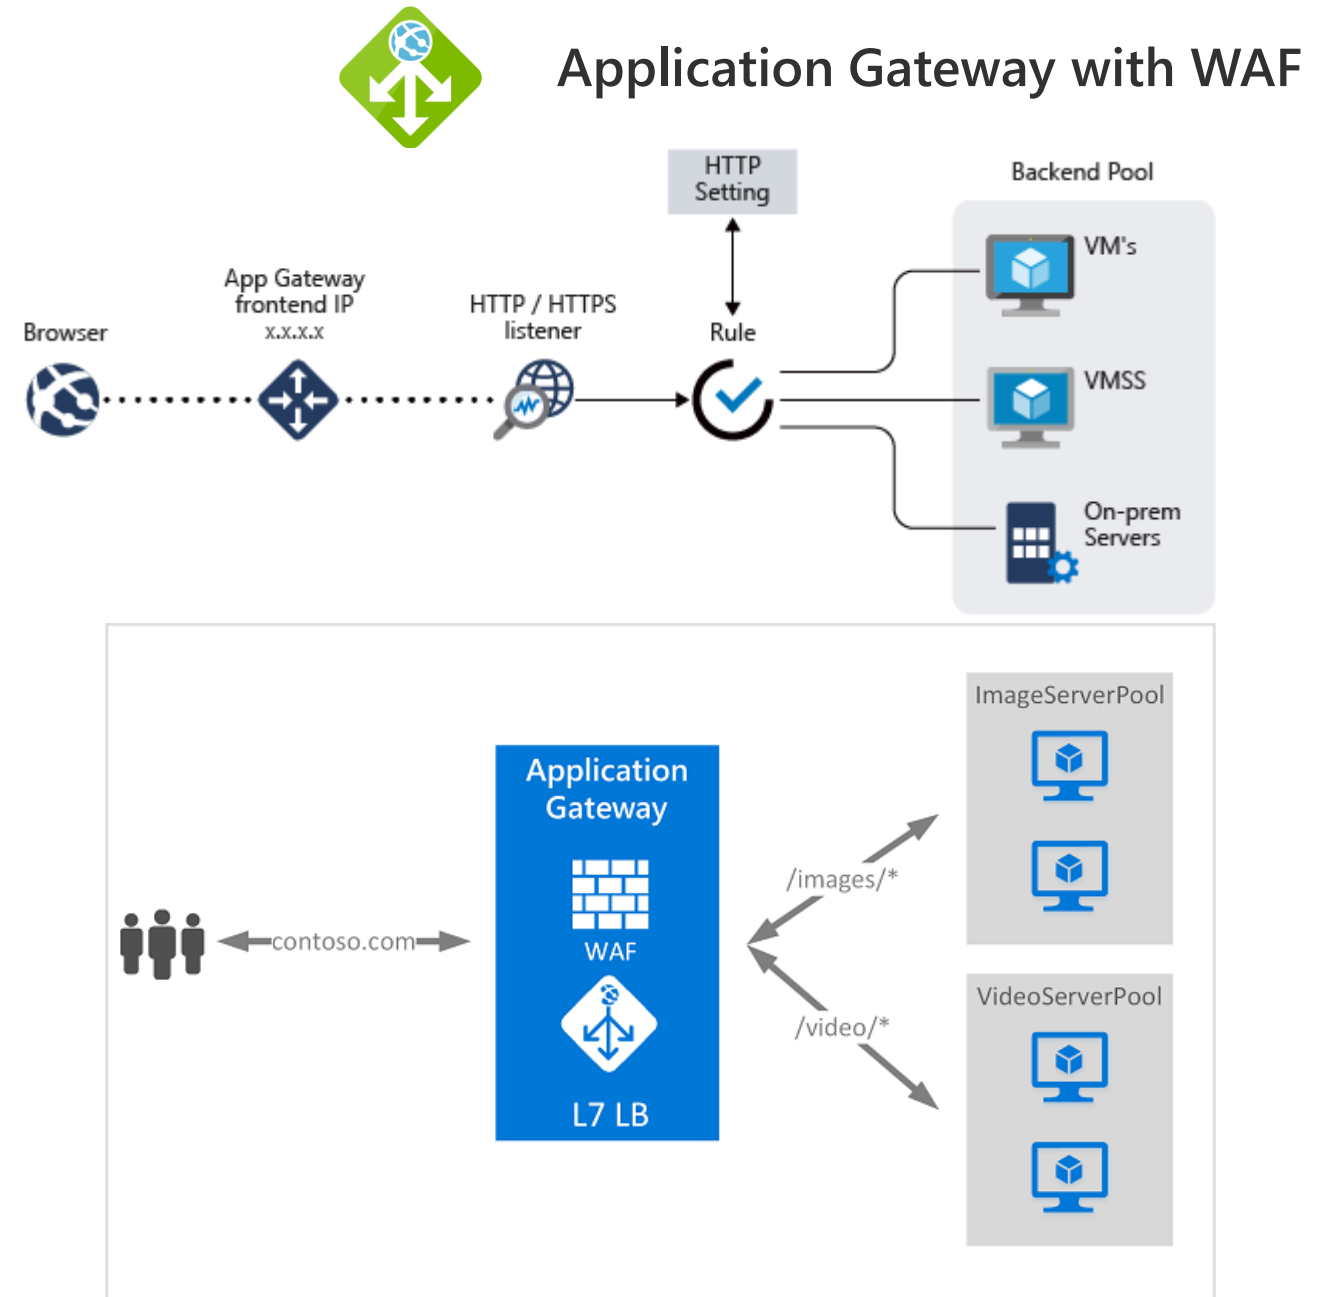 Application Gateway with WAF
HTTP
Setting
Backend Pool
VM's
App Gateway
frontend IP
x.x.x.x
HTTP / HTTPS
listener
Browser
Rule
VMSS
On-prem
Servers
ImageServerPool
Application
Gateway
/images/*
contoso.com
WAF
VideoServerPool
/video/*
L7 LB